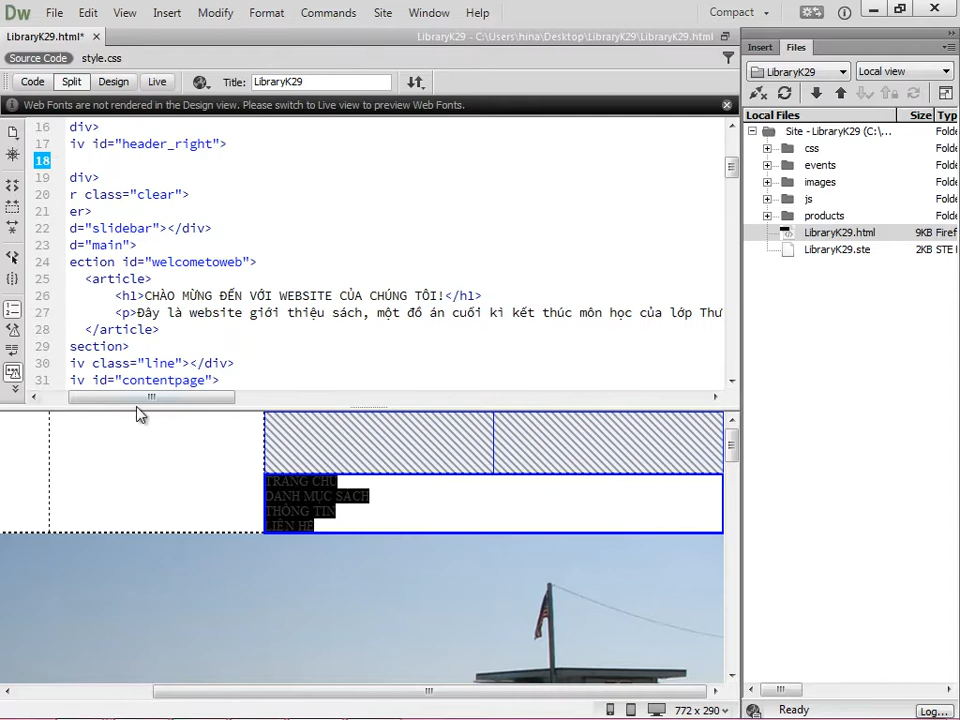 Dw File Edit View Insert Modify Format Commands Site Window Help Compact
LibraryK29.html* LibraryK29 - C:\Users\hina\Desktop\LibraryK29\LibraryK29.html
Source Code style.css
Code Split Design Live Title: LibraryK29
Web Fonts are not rendered in the Design view. Please switch to Live view to preview Web Fonts.
16 div>
17 iv id="header_right">
18
19 div>
20 r class="clear">
21 er>
22 d="slidebar"></div>
23 d="main">
24 ection id="welcometoweb">
25 <article>
26 <h1>CHÀO MỪNG ĐẾN VỚI WEBSITE CỦA CHÚNG TÔI!</h1>
27 <p>Đây là website giới thiệu sách, một đồ án cuối kì kết thúc môn học của lớp Thư
28 </article>
29 section>
30 iv class="line"></div>
31 iv id="contentpage">
TRANG CHỦ
DANH MỤC SÁCH
THÔNG TIN
LIÊN HỆ
772 x 290
Insert Files
LibraryK29 Local view
Local Files Size Typ
Site - LibraryK29 (C:\... Folde
css Folde
events Folde
images Folde
js Folde
products Folde
LibraryK29.html 9KB Firef
LibraryK29.ste 2KB STE
Ready Log...